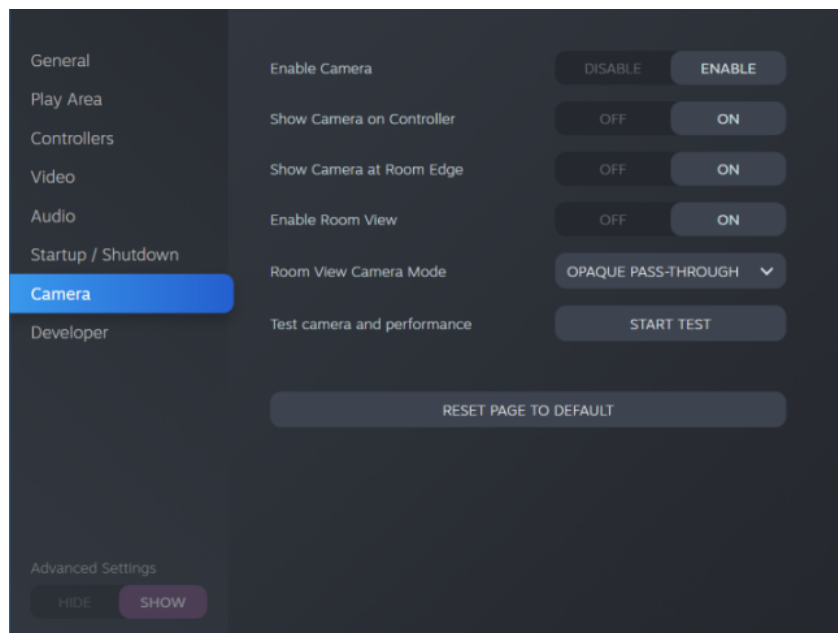 General
Play Area
Controllers
Video
Audio
Startup / Shutdown
Camera
Developer
Advanced Settings
HIDE SHOW
Enable Camera DISABLE ENABLE
Show Camera on Controller OFF ON
Show Camera at Room Edge OFF ON
Enable Room View OFF ON
Room View Camera Mode OPAQUE PASS-THROUGH
Test camera and performance START TEST
RESET PAGE TO DEFAULT